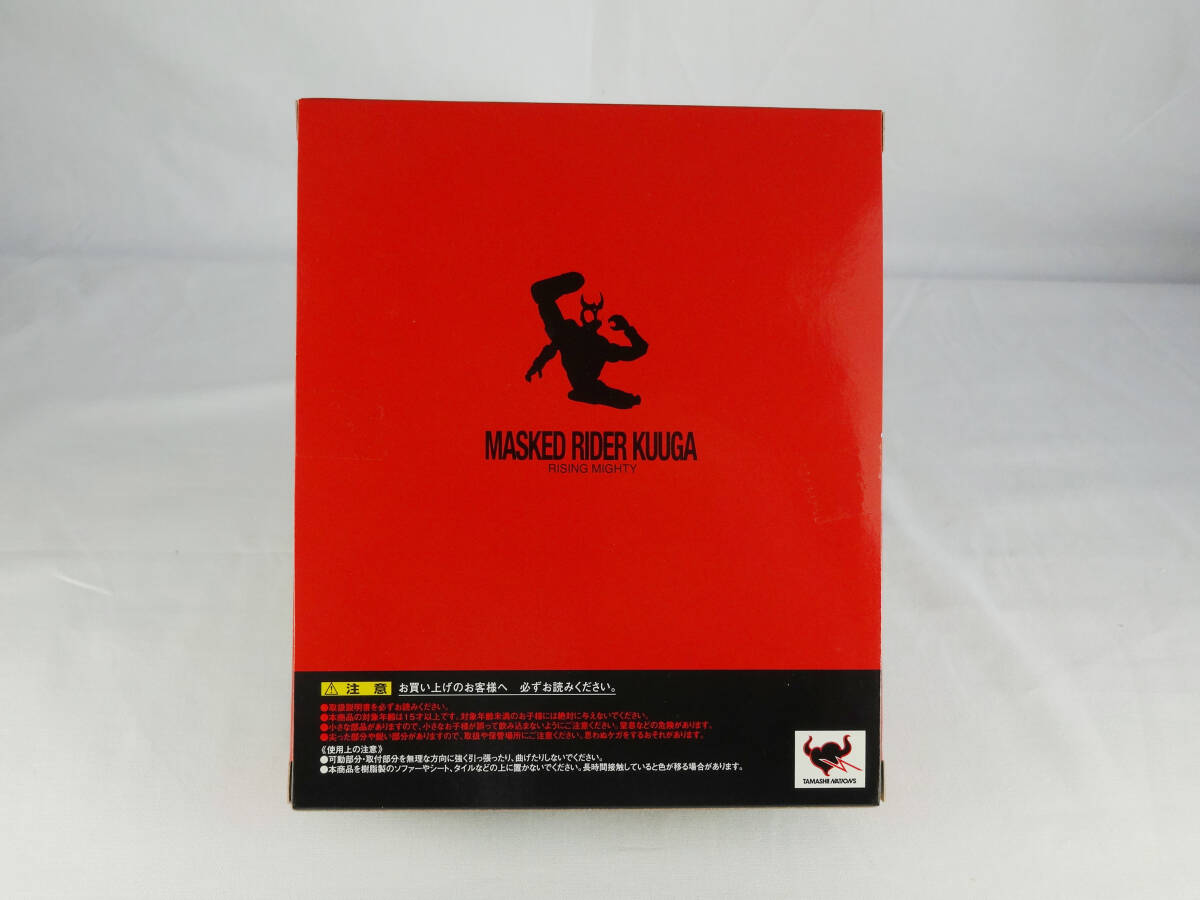 MASKED RIDER KUUGA
RISING MIGHTY
注意 お買い上げのお客様へ 必ずお読みください。
●取扱説明書を必ずお読みください。
●本商品の対象年齢は15才以上です。対象年齢未満のお子様には絶対に与えないでください。
●小さな部品がありますので、小さなお子様が誤って飲み込まないようにご注意ください。窒息などの危険があります。
●尖った部分や鋭い部分がありますので、取扱や保管場所にご注意ください。思わぬケガをするおそれがあります。
《使用上の注意》
●可動部分・取付部分を無理な方向に強く引っ張ったり、曲げたりしないでください。
●本商品を樹脂製のソファーやシート、タイルなどの上に置かないでください。長時間接触していると色が移る場合があります。
TAMASHII NATIONS